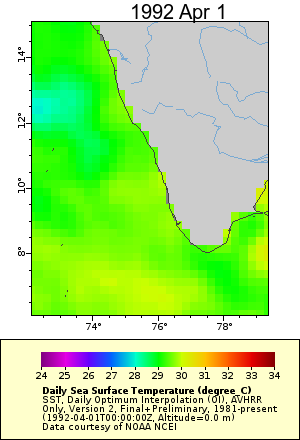 1992 Apr 1
14°
12°
10°
8°
74° 76° 78°
24 25 26 27 28 29 30 31 32 33 34
Daily Sea Surface Temperature (degree_C)
SST, Daily Optimum Interpolation (OI), AVHRR
Only, Version 2, Final+Preliminary, 1981-present
(1992-04-01T00:00:00Z, Altitude=0.0 m)
Data courtesy of NOAA NCEI